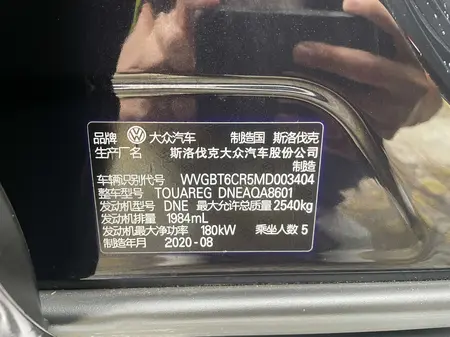 品牌 大众汽车 制造国 斯洛伐克
生产厂名 斯洛伐克大众汽车股份公司
制造
车辆识别代号 WVGBT6CR5MD003404
整车型号 TOUAREG DNEAQA8601
发动机型号 DNE 最大允许总质量 2540kg
发动机排量 1984mL
发动机最大净功率 180kW 乘坐人数 5
制造年月 2020-08